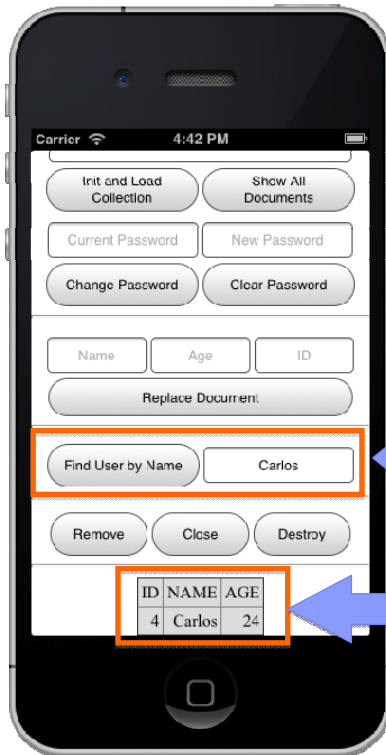 Carrier 4:42 PM
Init and Load Collection
Show All Documents
Current Password
New Password
Change Password
Clear Password
Name
Age
ID
Replace Document
Find User by Name
Carlos
Remove
Close
Destroy
ID NAME AGE
4 Carlos 24